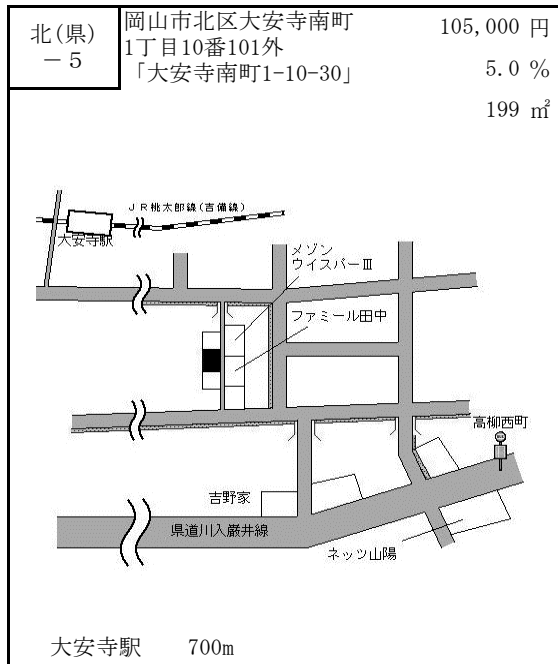 北(県)
－５
岡山市北区大安寺南町
1丁目10番101外
「大安寺南町1-10-30」
105,000 円
5.0 %
199 ㎡
ＪＲ桃太郎線(吉備線)
大安寺駅
メゾン
ウイスパーⅢ
ファミール田中
高柳西町
吉野家
県道川入巌井線
ネッツ山陽
大安寺駅 700m